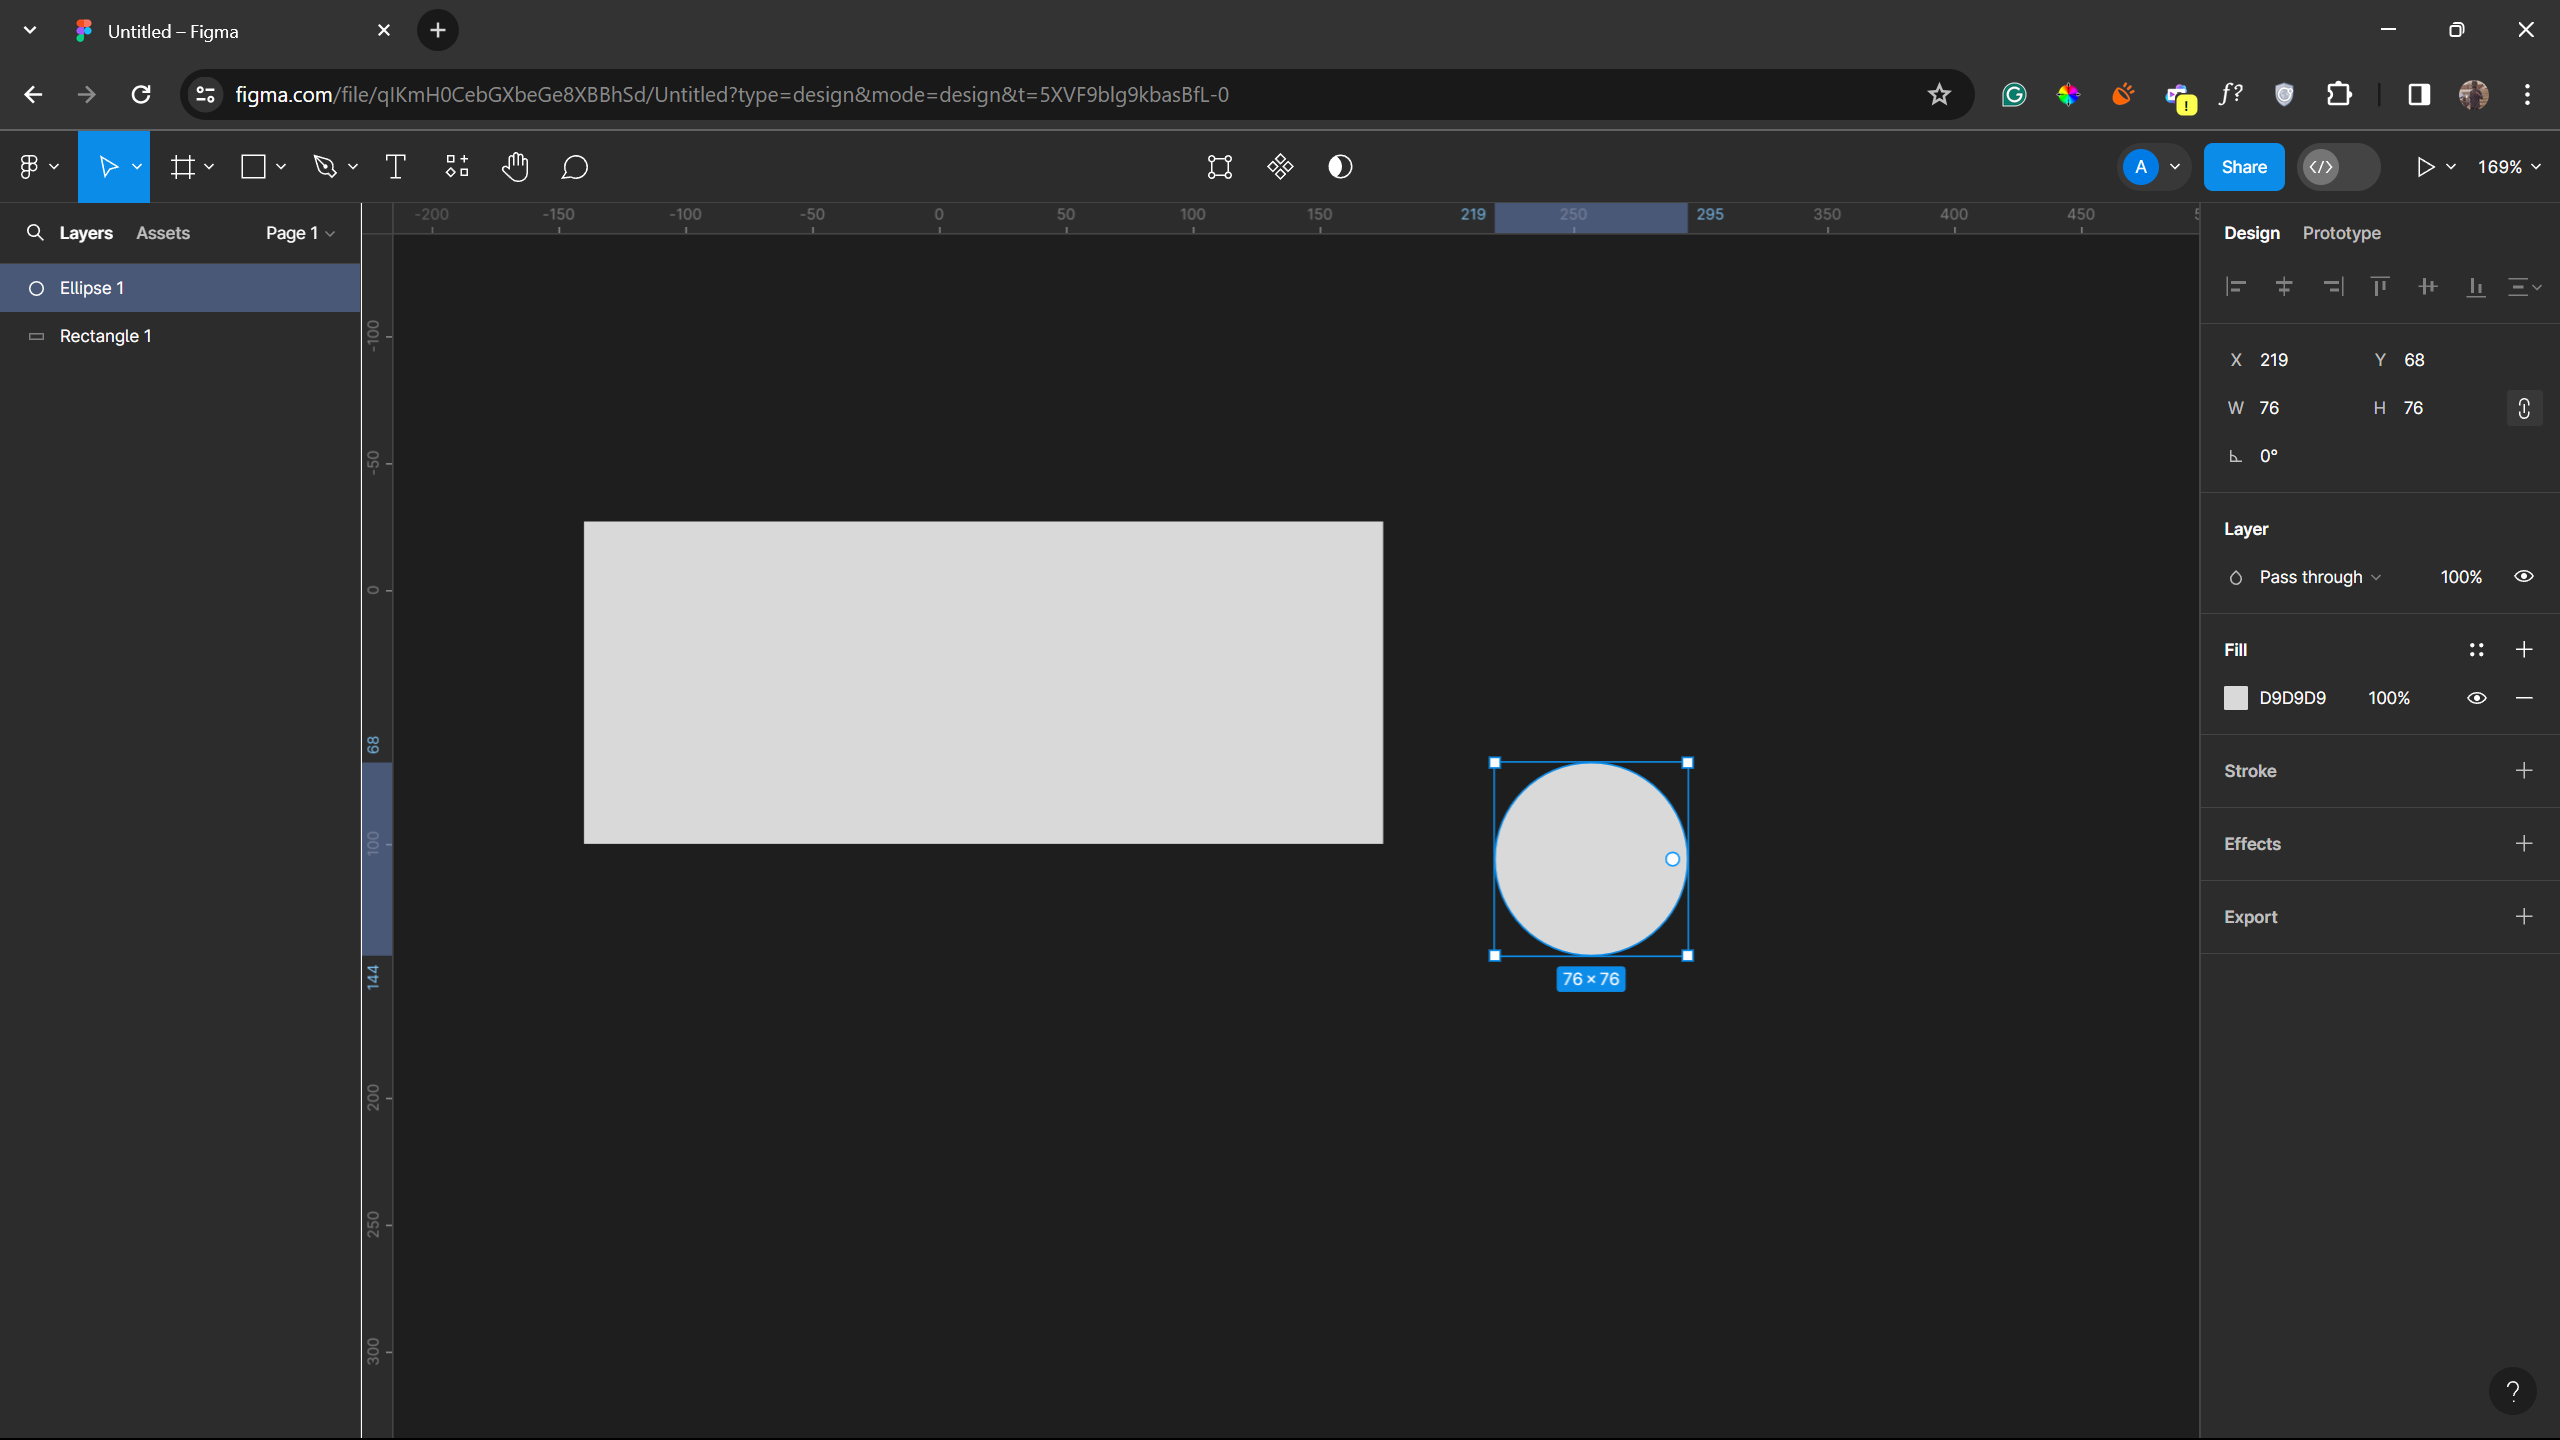 Untitled – Figma
figma.com/file/qIKmH0CebGXbeGe8XBBhSd/Untitled?type=design&mode=design&t=5XVF9blg9kbasBfL-0
f?
!
T
A
Share
</>
169%
Layers Assets Page 1
-200 -150 -100 -50 0 50 100 150 219 250 295 350 400 450
Design Prototype
Ellipse 1
Rectangle 1
-100
-50
0
68
100
144
200
250
300
76 × 76
X 219 Y 68
W 76 H 76
0°
Layer
Pass through 100%
Fill
D9D9D9 100%
Stroke
Effects
Export
?